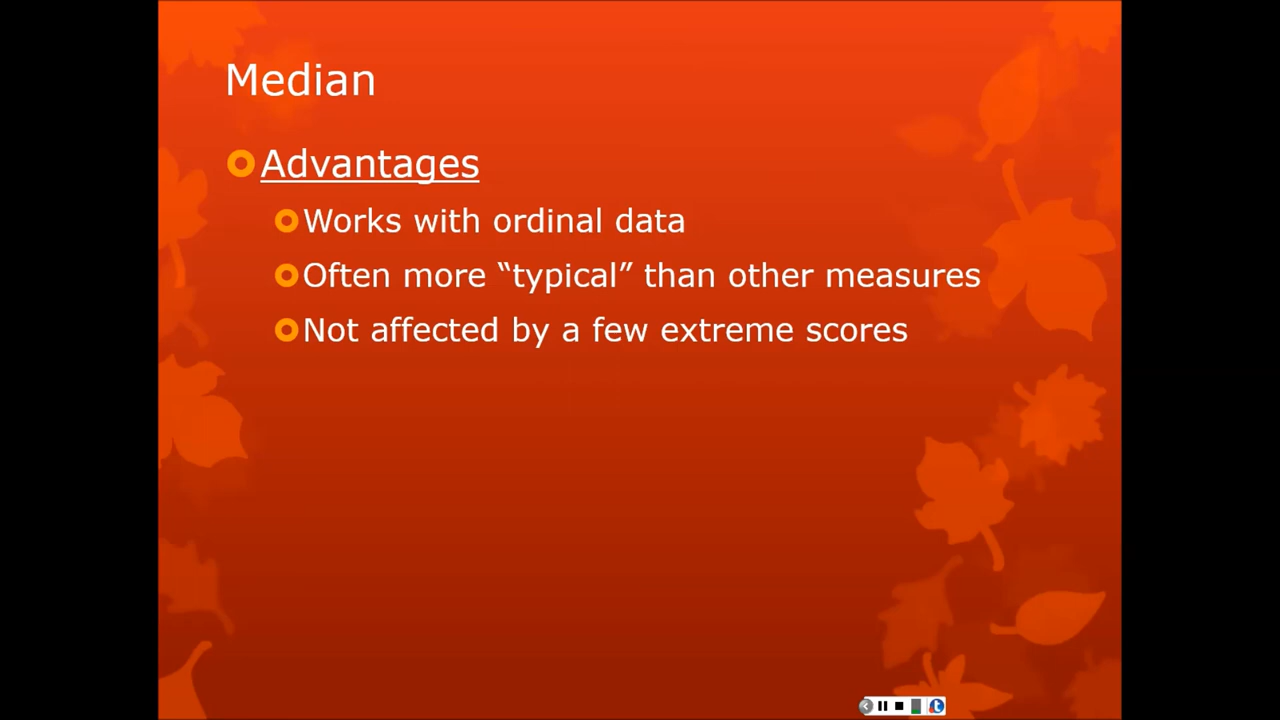 Median
Advantages
Works with ordinal data
Often more “typical” than other measures
Not affected by a few extreme scores